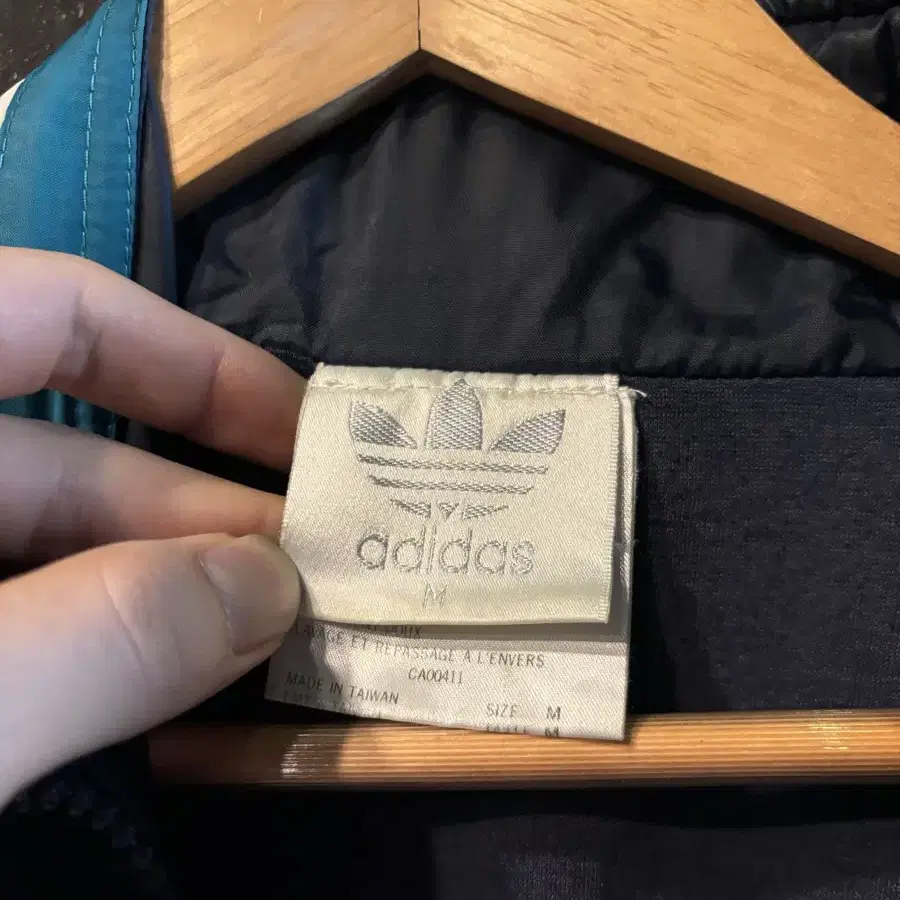 adidas
M
LAVAGE ET REPASSAGE A L'ENVERS
CA00411
MADE IN TAIWAN
SIZE M